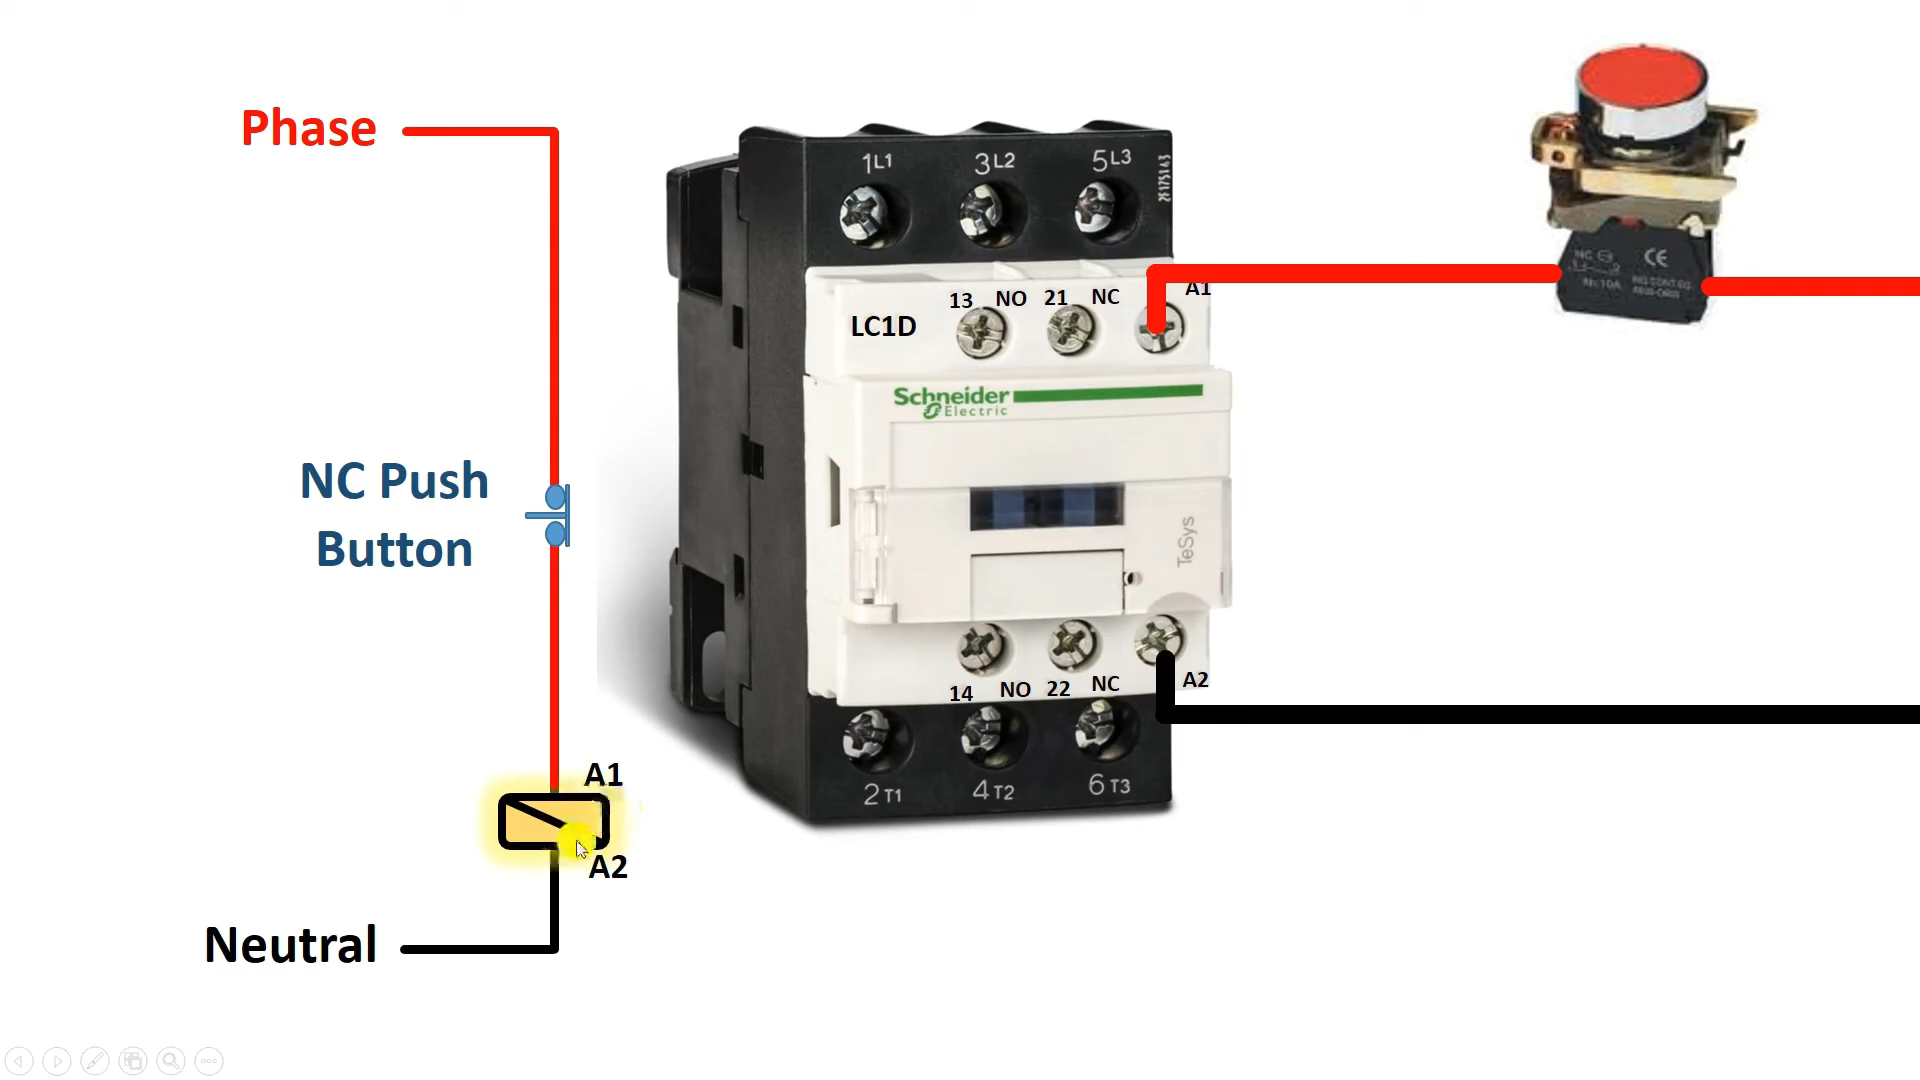 Phase
NC Push
Button
A1
A2
Neutral
1L1 3L2 5L3
13 NO 21 NC A1
LC1D
Schneider
Electric
TeSys
14 NO 22 NC A2
2T1 4T2 6T3
NC
CE